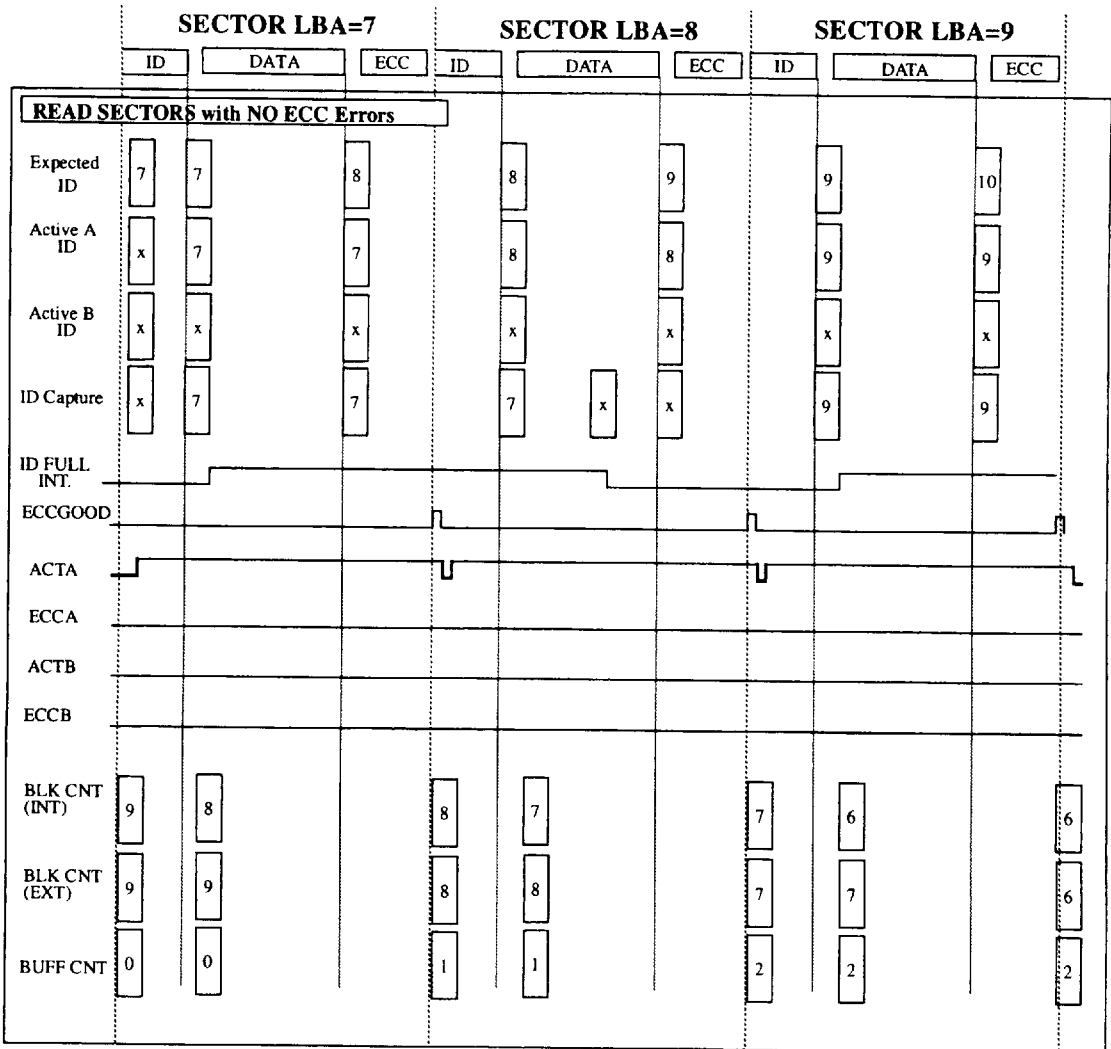 SECTOR LBA=7 SECTOR LBA=8 SECTOR LBA=9
ID DATA ECC ID DATA ECC ID DATA ECC
READ SECTORS with NO ECC Errors
Expected
ID
7 7 8 8 9 9 10
Active A
ID
x 7 7 8 8 9 9
Active B
ID
x x x x x x x
ID Capture
x 7 7 7 x x 9 9
ID FULL
INT.
ECCGOOD
ACTA
ECCA
ACTB
ECCB
BLK CNT
(INT)
9 8 8 7 7 6 6
BLK CNT
(EXT)
9 9 8 8 7 7 6
BUFF CNT
0 0 1 1 2 2 2